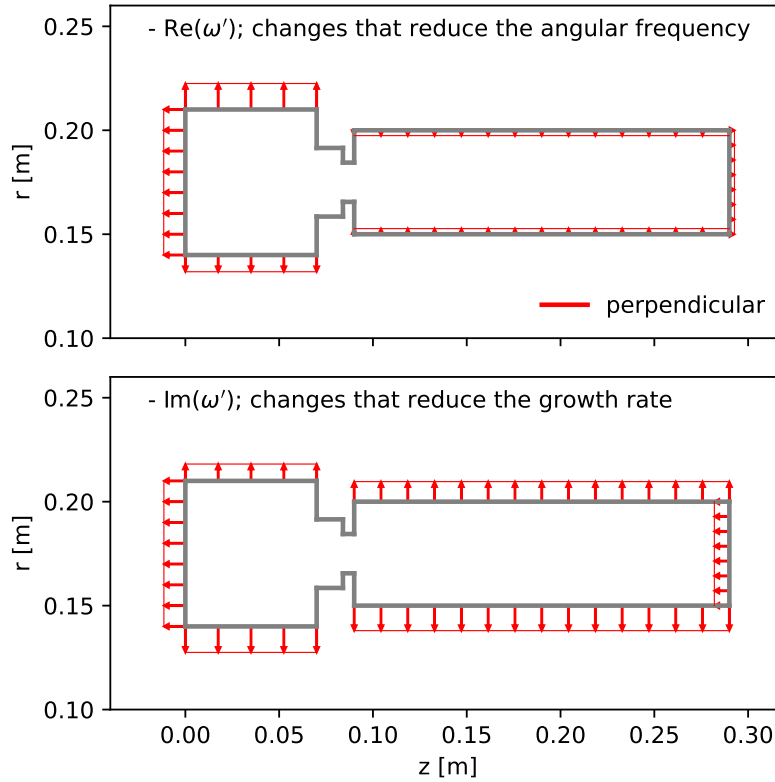 - Re(ω′); changes that reduce the angular frequency
0.25
0.20
0.15
0.10
r [m]
perpendicular
- Im(ω′); changes that reduce the growth rate
0.25
0.20
0.15
0.10
r [m]
0.00 0.05 0.10 0.15 0.20 0.25 0.30
z [m]